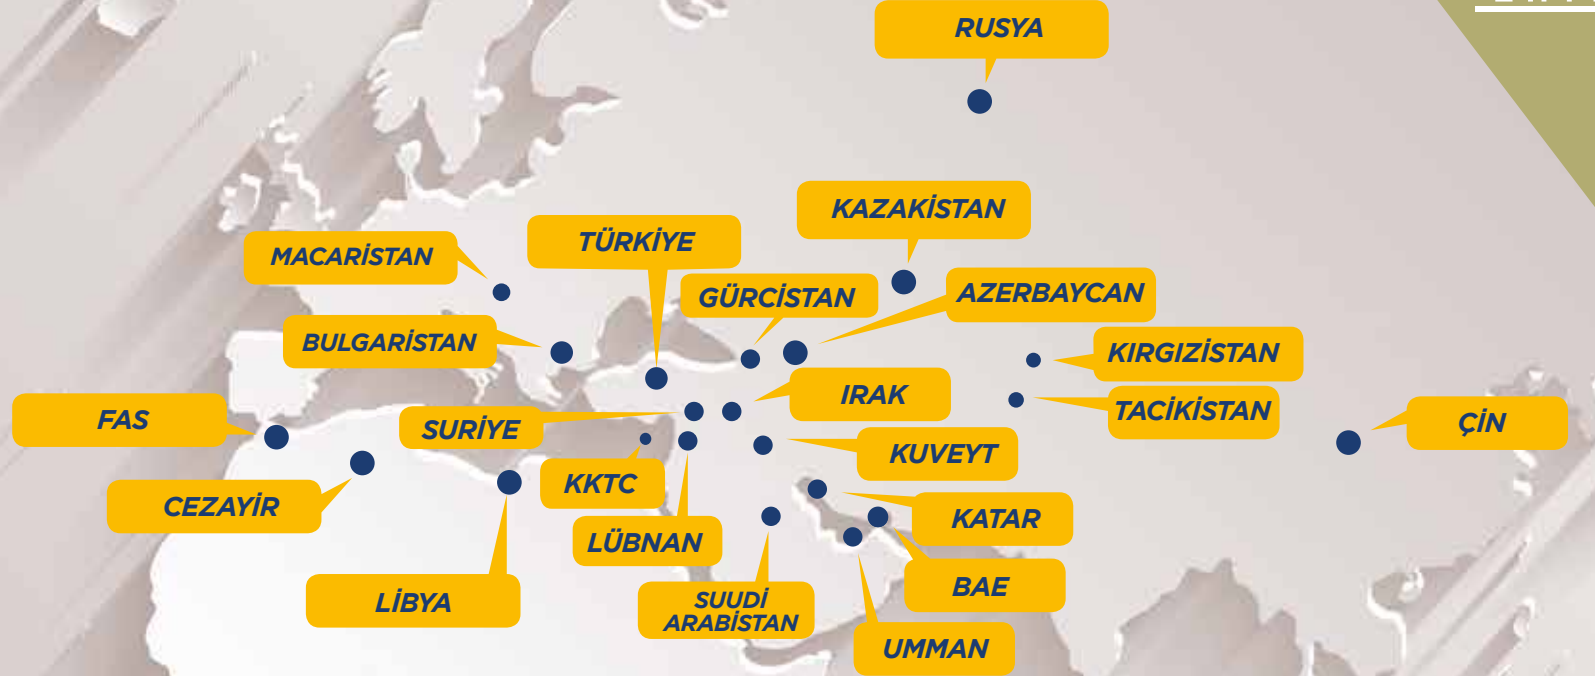 RUSYA
KAZAKİSTAN
TÜRKİYE
MACARİSTAN
GÜRCİSTAN
AZERBAYCAN
BULGARİSTAN
KIRGIZİSTAN
IRAK
TACİKİSTAN
FAS
SURİYE
ÇİN
KUVEYT
KKTC
CEZAYİR
KATAR
LÜBNAN
BAE
LİBYA
SUUDİ
ARABİSTAN
UMMAN